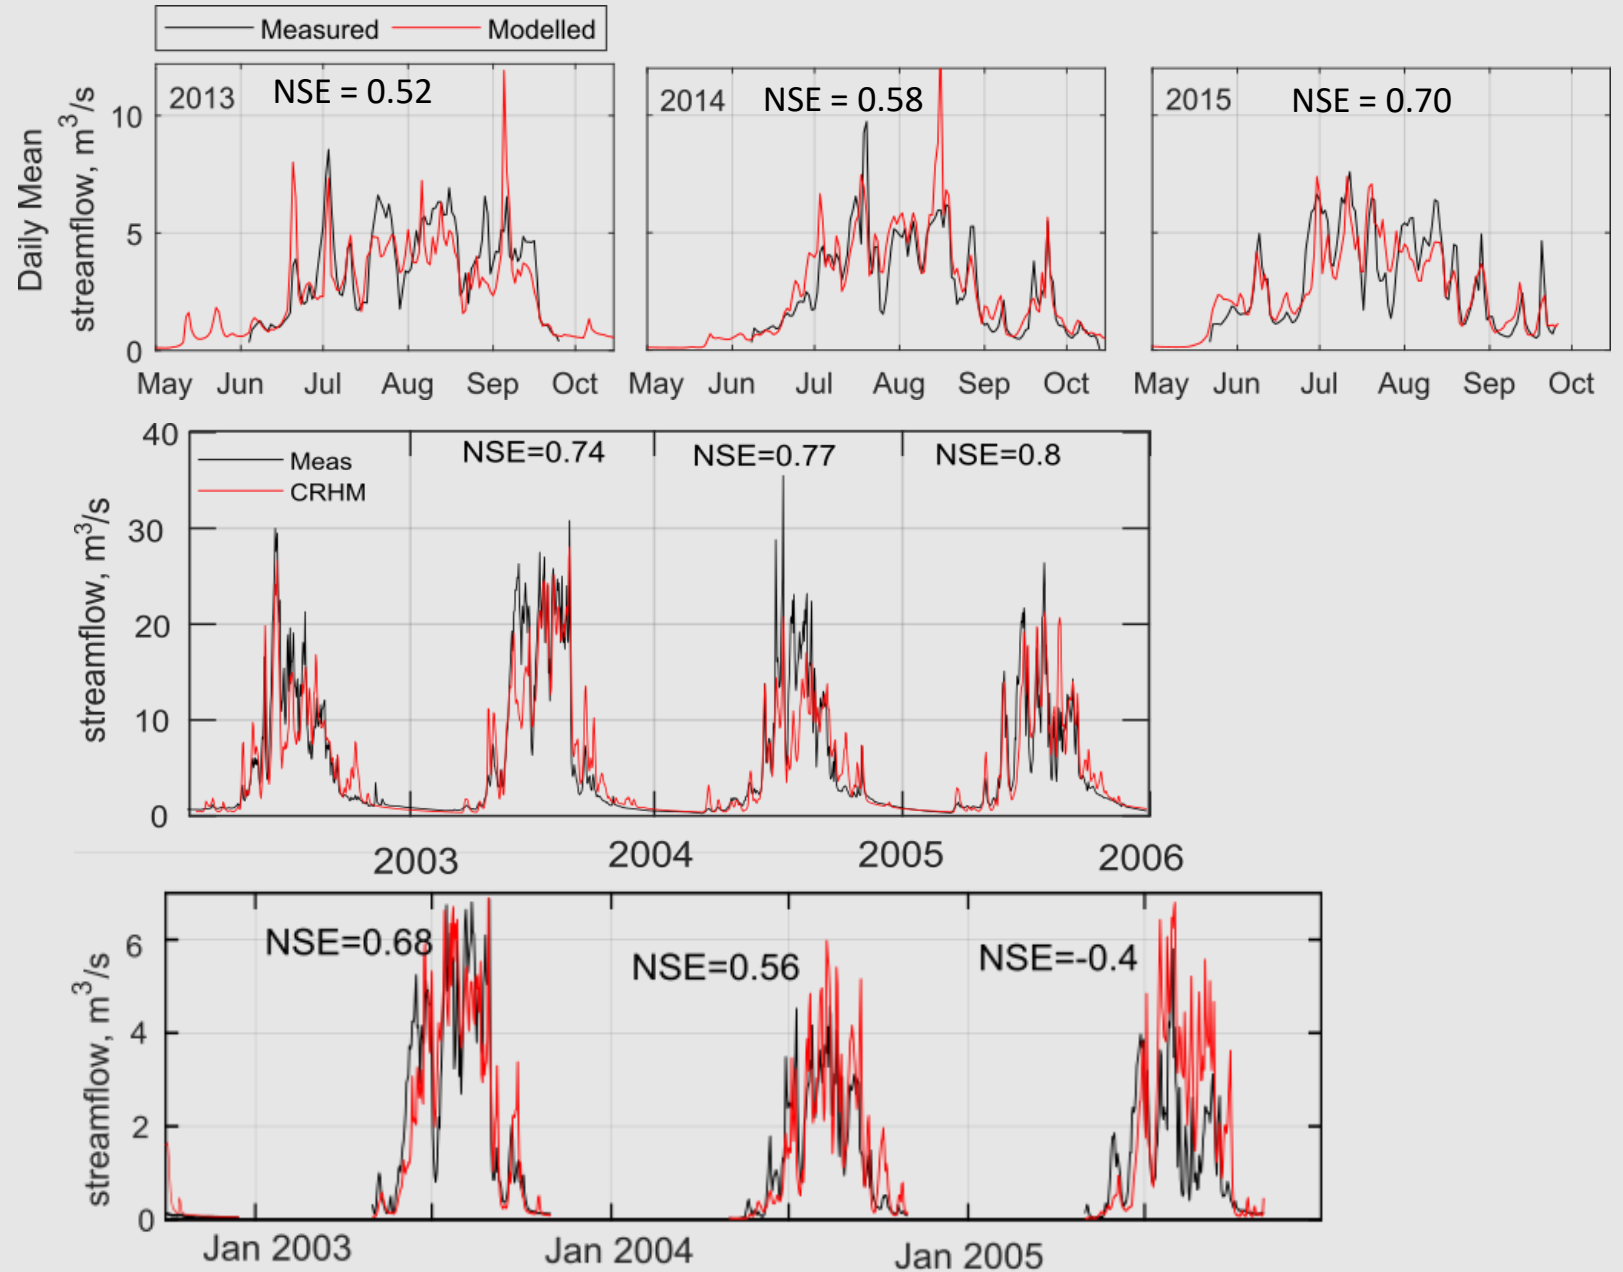 Measured Modelled
Daily Mean
streamflow, m³/s
2013 NSE = 0.52
2014 NSE = 0.58
2015 NSE = 0.70
10
5
0
May Jun Jul Aug Sep Oct
May Jun Jul Aug Sep Oct
May Jun Jul Aug Sep Oct
streamflow, m³/s
40
30
20
10
0
Meas
CRHM
NSE=0.74 NSE=0.77 NSE=0.8
2003 2004 2005 2006
streamflow, m³/s
6
4
2
0
NSE=0.68
NSE=0.56
NSE=-0.4
Jan 2003 Jan 2004 Jan 2005